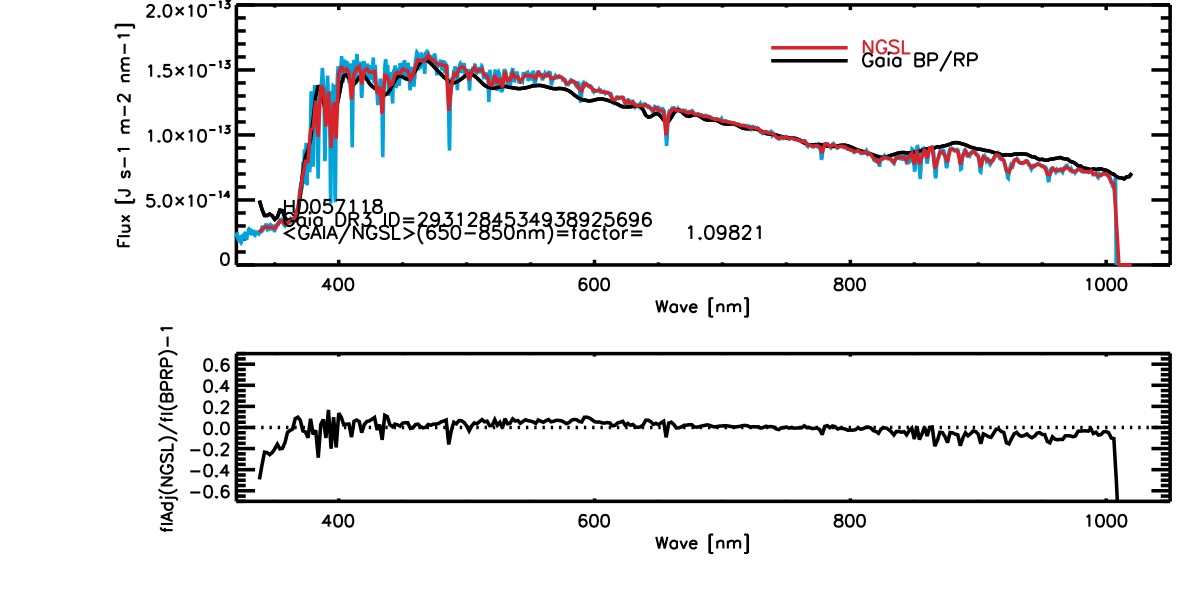 2.0×10−13
1.5×10−13
1.0×10−13
5.0×10−14
0
Flux [J s−1 m−2 nm−1]
NGSL
Gaia BP/RP
HD057118
Gaia DR3 ID=2931284534938925696
<GAIA/NGSL>(650−850nm)=factor= 1.09821
400 600 800 1000
Wave [nm]
flAdj(NGSL)/fl(BPRP)−1
0.6
0.4
0.2
0.0
−0.2
−0.4
−0.6
400 600 800 1000
Wave [nm]